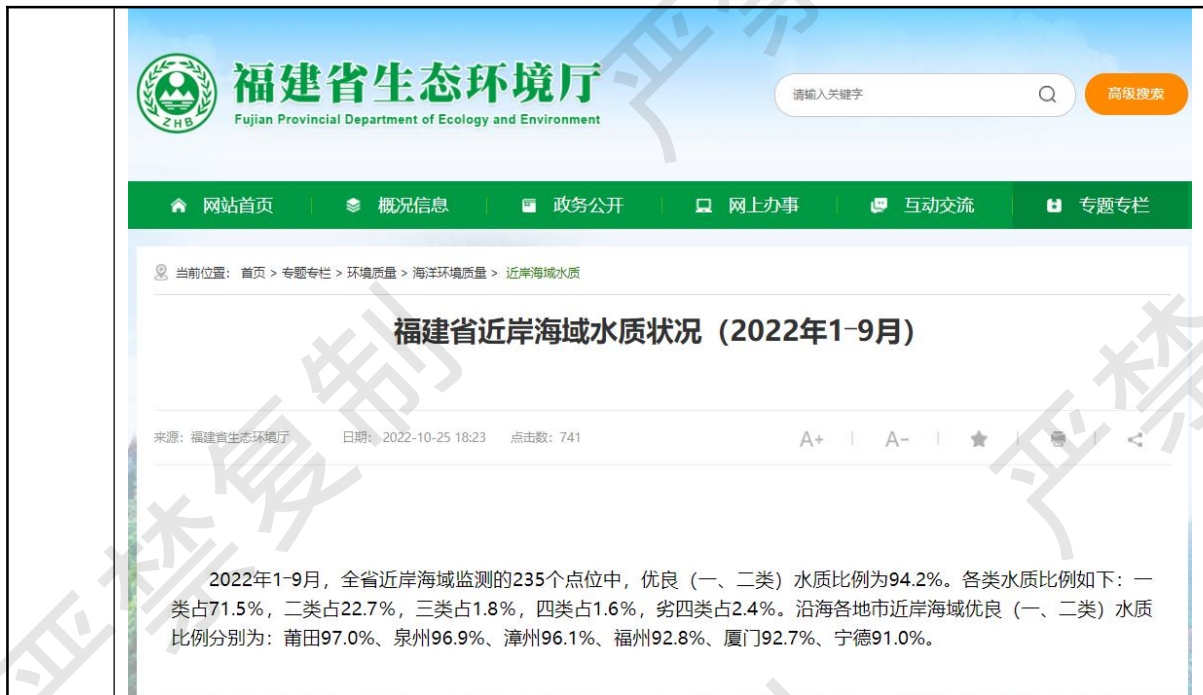 福建省生态环境厅
Fujian Provincial Department of Ecology and Environment
ZHB
请输入关键字
高级搜索
网站首页
概况信息
政务公开
网上办事
互动交流
专题专栏
当前位置： 首页 > 专题专栏 > 环境质量 > 海洋环境质量 > 近岸海域水质
福建省近岸海域水质状况（2022年1-9月）
来源：福建省生态环境厅 日期：2022-10-25 18:23 点击数：741
A+ A-
2022年1-9月，全省近岸海域监测的235个点位中，优良（一、二类）水质比例为94.2%。各类水质比例如下：一
类占71.5%，二类占22.7%，三类占1.8%，四类占1.6%，劣四类占2.4%。沿海各地市近岸海域优良（一、二类）水质
比例分别为：莆田97.0%、泉州96.9%、漳州96.1%、福州92.8%、厦门92.7%、宁德91.0%。
严禁复制
严禁
严禁